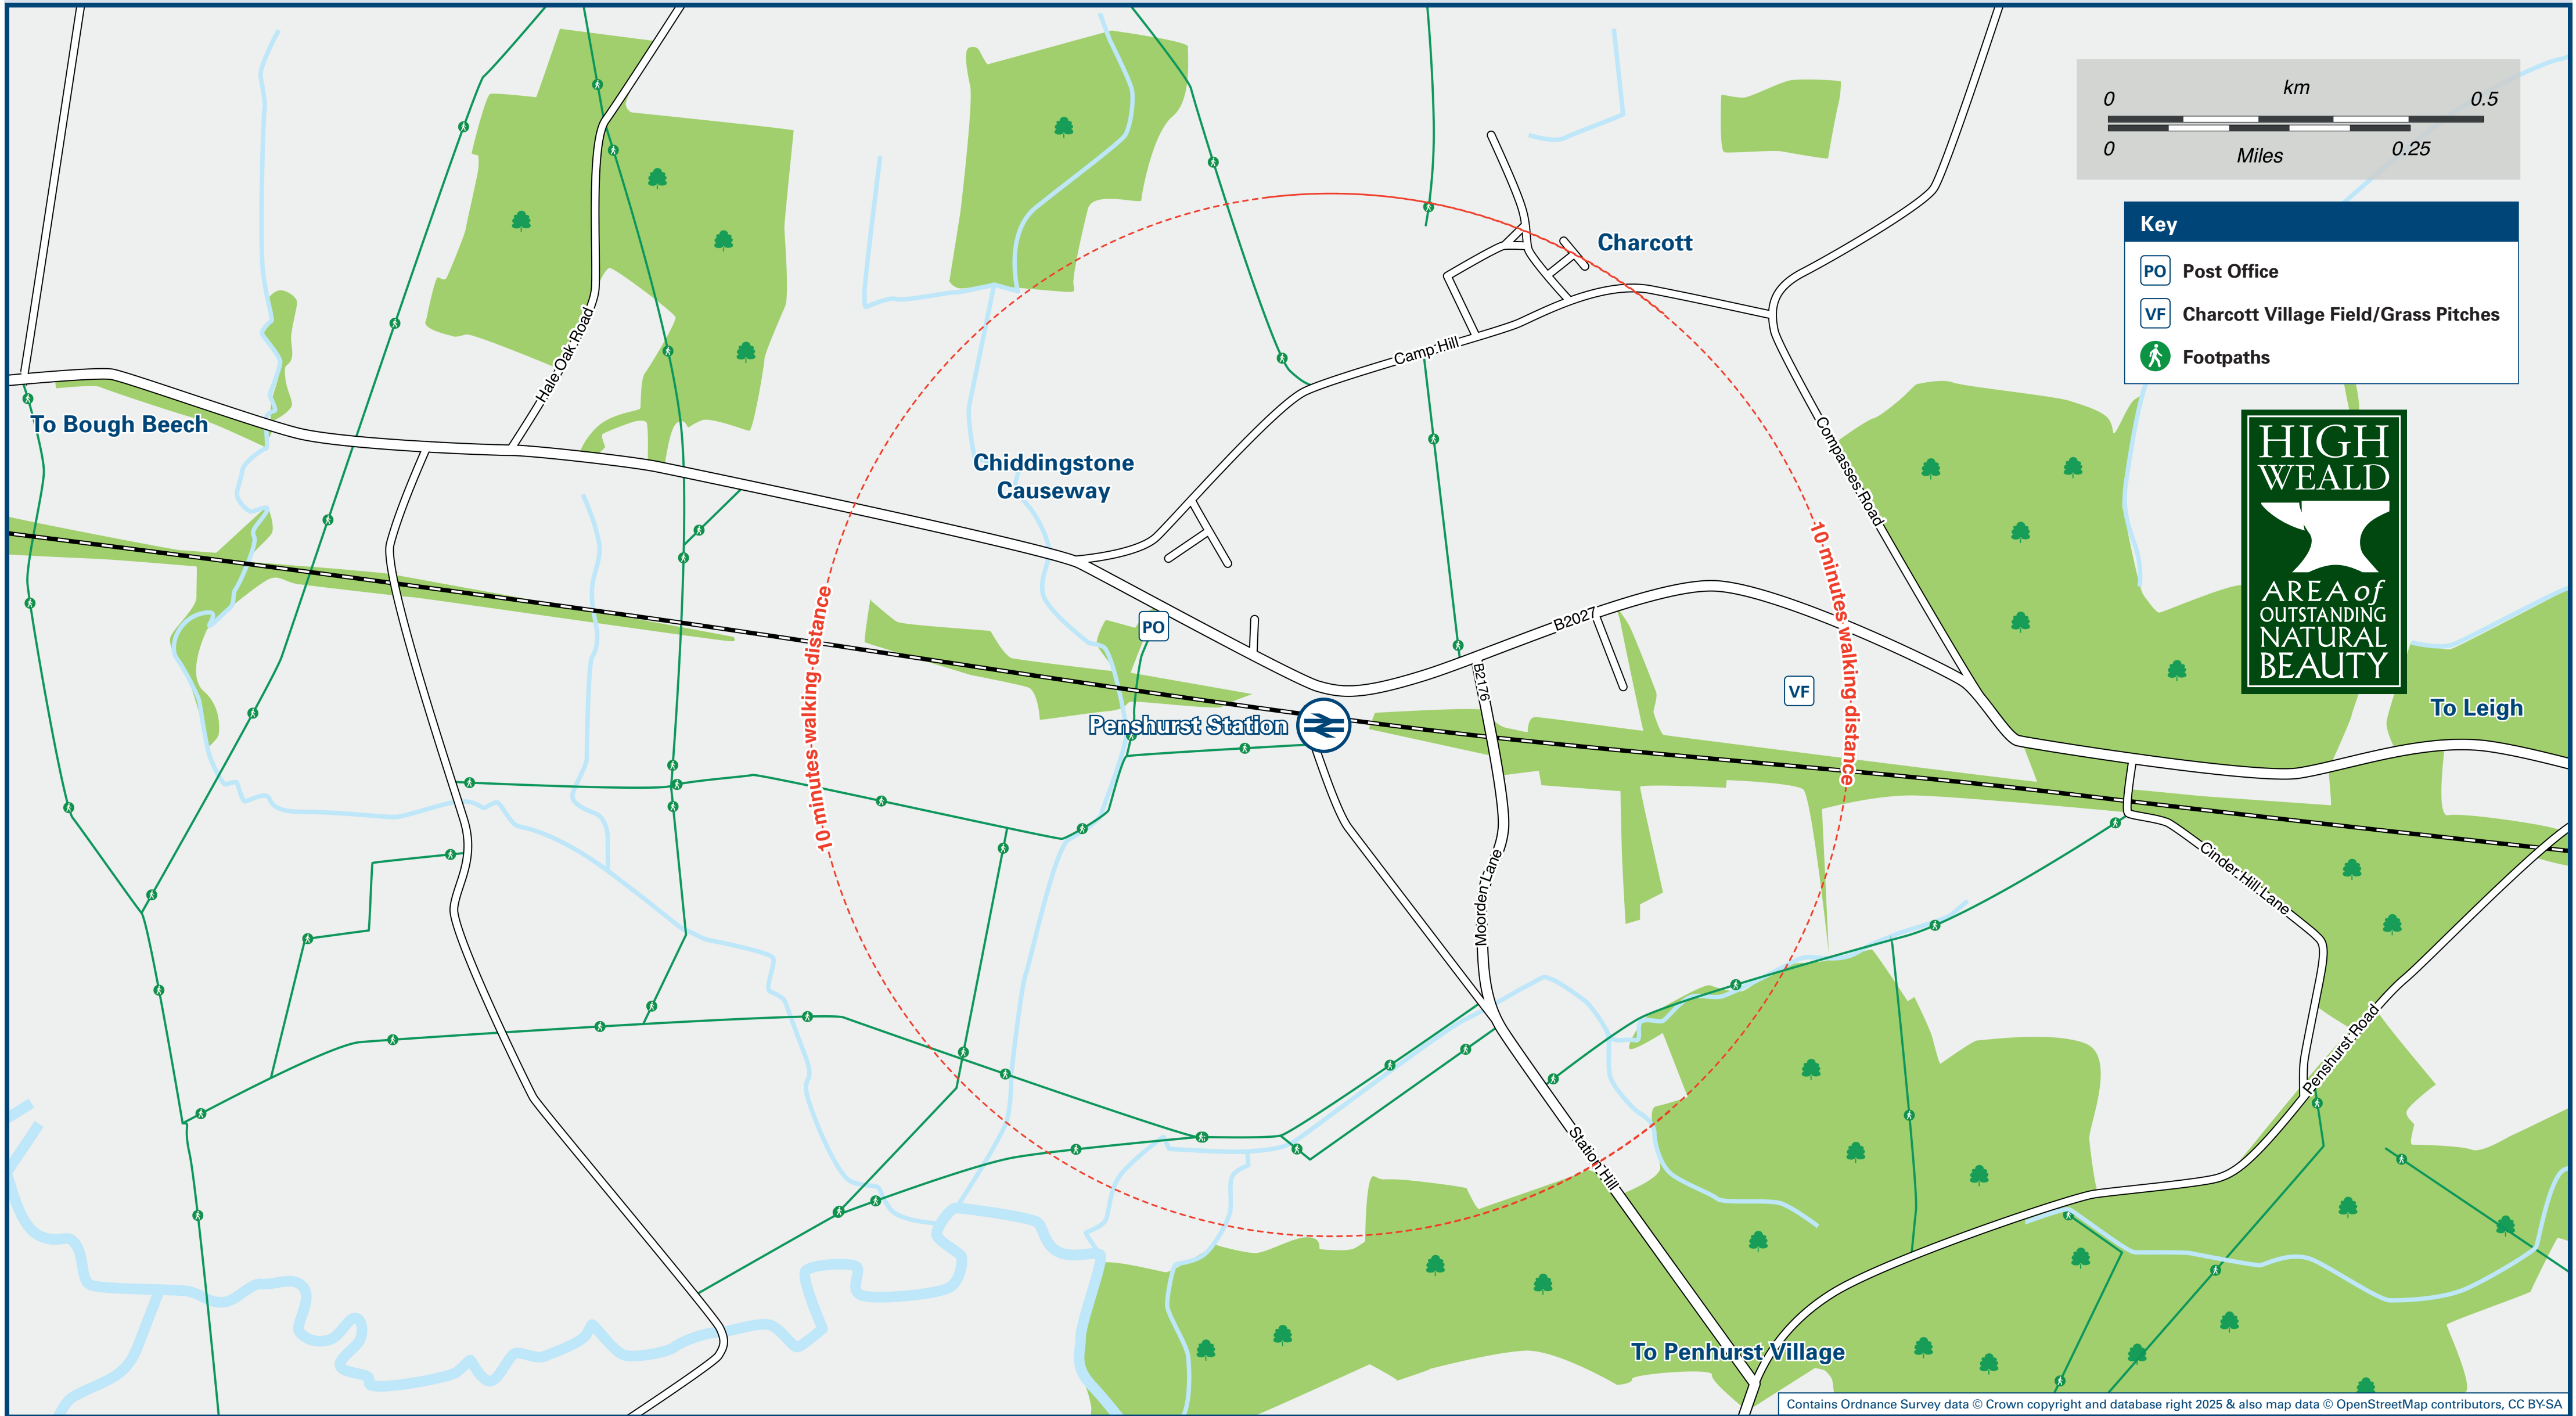 km
0 0.5
0 0.25
Miles
Key
PO Post Office
VF Charcott Village Field/Grass Pitches
Footpaths
Charcott
Hale Oak Road
Camp Hill
To Bough Beech
Compasses Road
HIGH
WEALD
AREA of
OUTSTANDING
NATURAL
BEAUTY
Chiddingstone
Causeway
10 minutes walking distance
10 minutes walking distance
PO
B2027
B2176
VF
To Leigh
Penshurst Station
Moorden Lane
Cinder Hill Lane
Penshurst Road
Station Hill
To Penhurst Village
Contains Ordnance Survey data © Crown copyright and database right 2025 & also map data © OpenStreetMap contributors, CC BY-SA